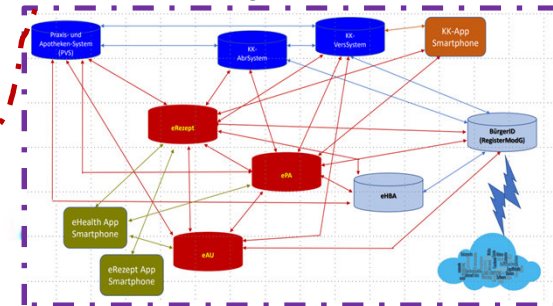 Praxis- und
Apotheken-System
(PVS)
KK-
AbrSystem
KK-
VersSystem
KK-App
Smartphone
eRezept
BürgerID
(RegisterModG)
ePA
eHBA
eHealth App
Smartphone
eAU
eRezept App
Smartphone